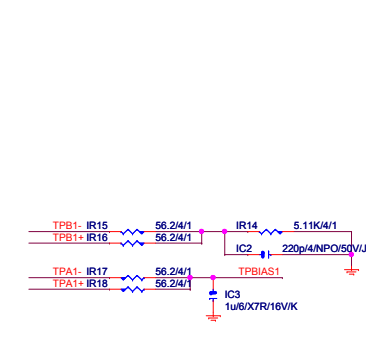 TPB1- IR15 56.2/4/1 IR14 5.11K/4/1
TPB1+ IR16 56.2/4/1
IC2 220p/4/NPO/50V/J
TPA1- IR17 56.2/4/1 TPBIAS1
TPA1+ IR18 56.2/4/1
IC3
1u/6/X7R/16V/K